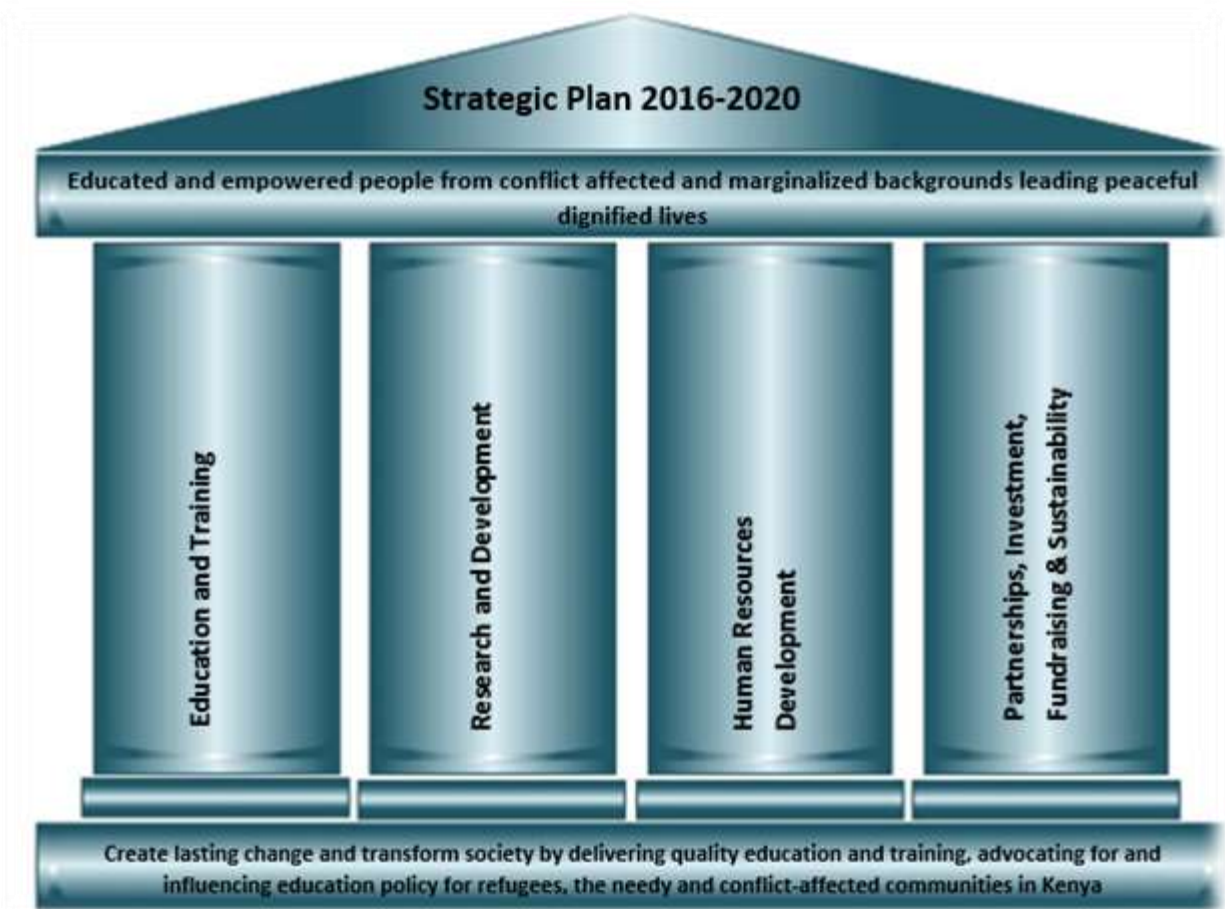 Strategic Plan 2016-2020
Educated and empowered people from conflict affected and marginalized backgrounds leading peaceful
dignified lives
Education and Training
Research and Development
Human Resources
Development
Partnerships, Investment,
Fundraising & Sustainability
Create lasting change and transform society by delivering quality education and training, advocating for and
influencing education policy for refugees, the needy and conflict-affected communities in Kenya